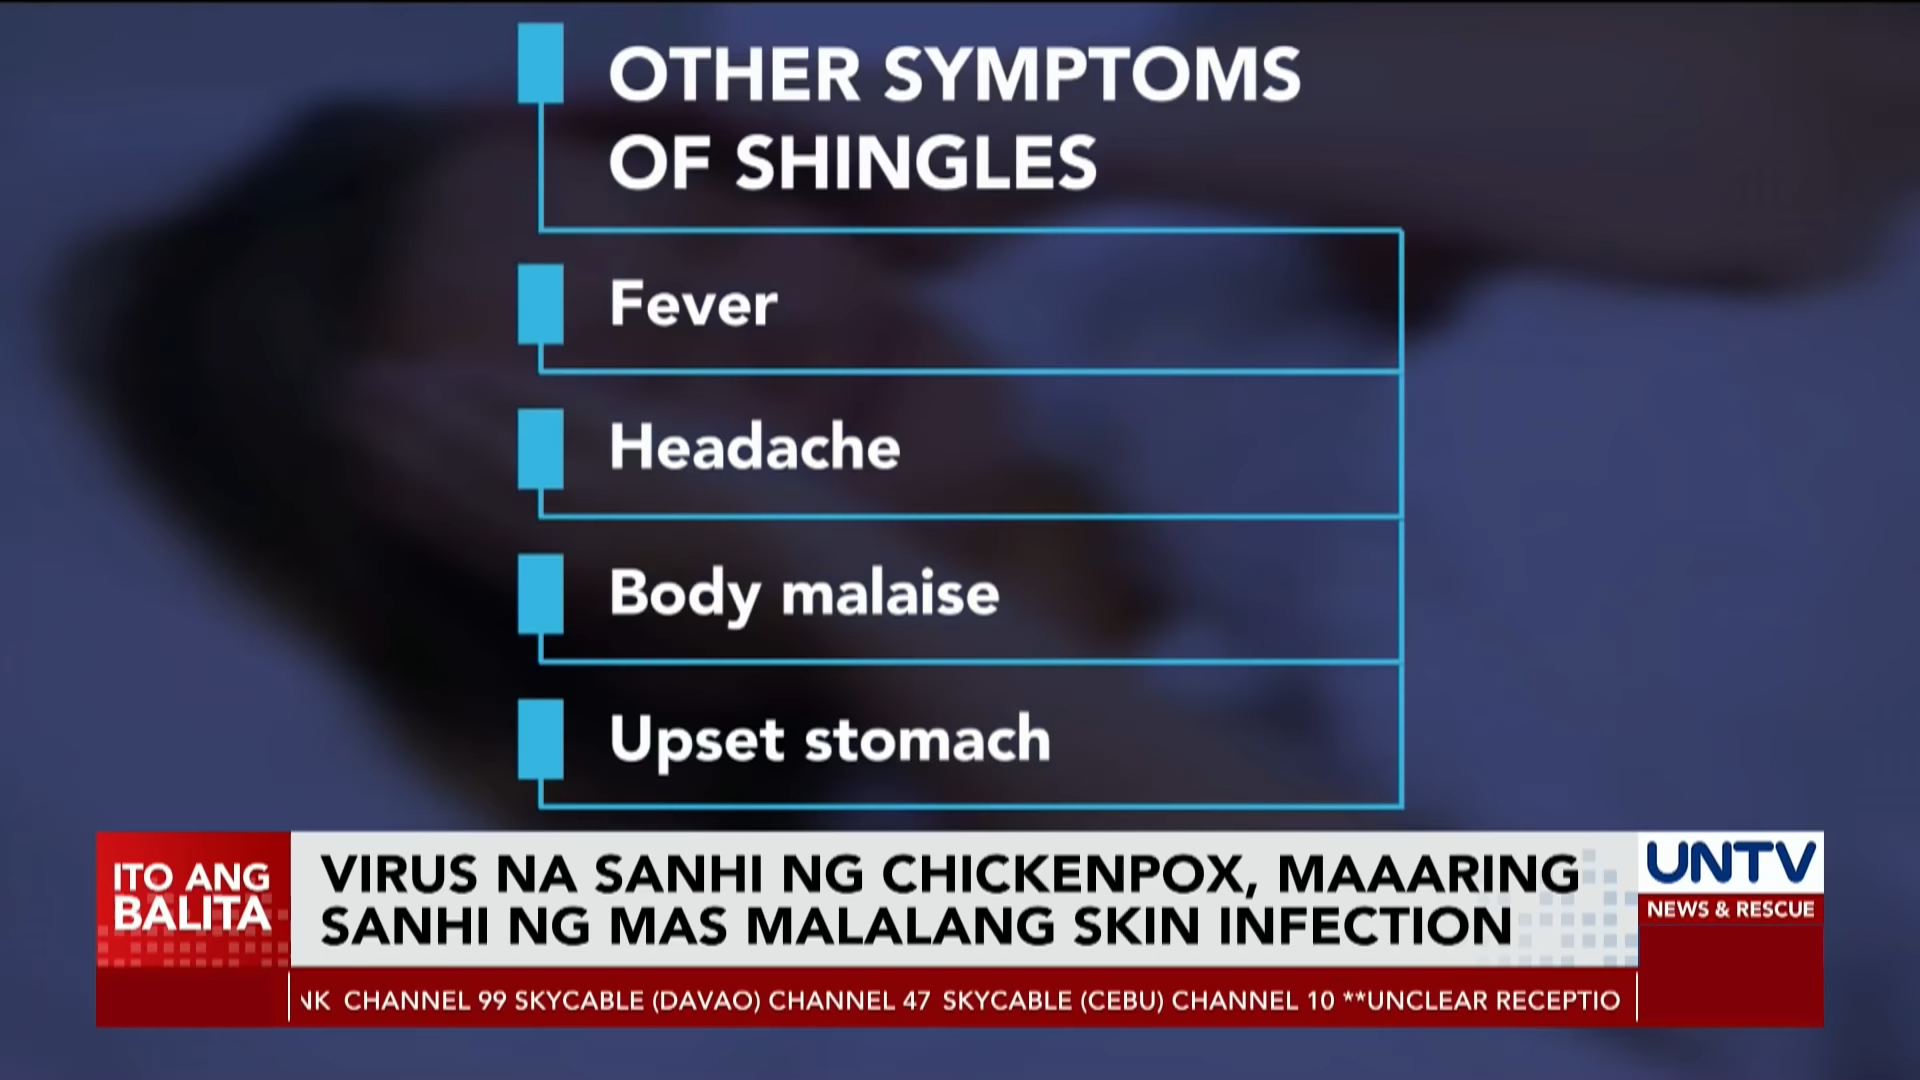 OTHER SYMPTOMS
OF SHINGLES
Fever
Headache
Body malaise
Upset stomach
ITO ANG
BALITA
VIRUS NA SANHI NG CHICKENPOX, MAAARING
SANHI NG MAS MALALANG SKIN INFECTION
UNTV
NEWS & RESCUE
CHANNEL 99 SKYCABLE (DAVAO) CHANNEL 47 SKYCABLE (CEBU) CHANNEL 10 **UNCLEAR RECEPTIO